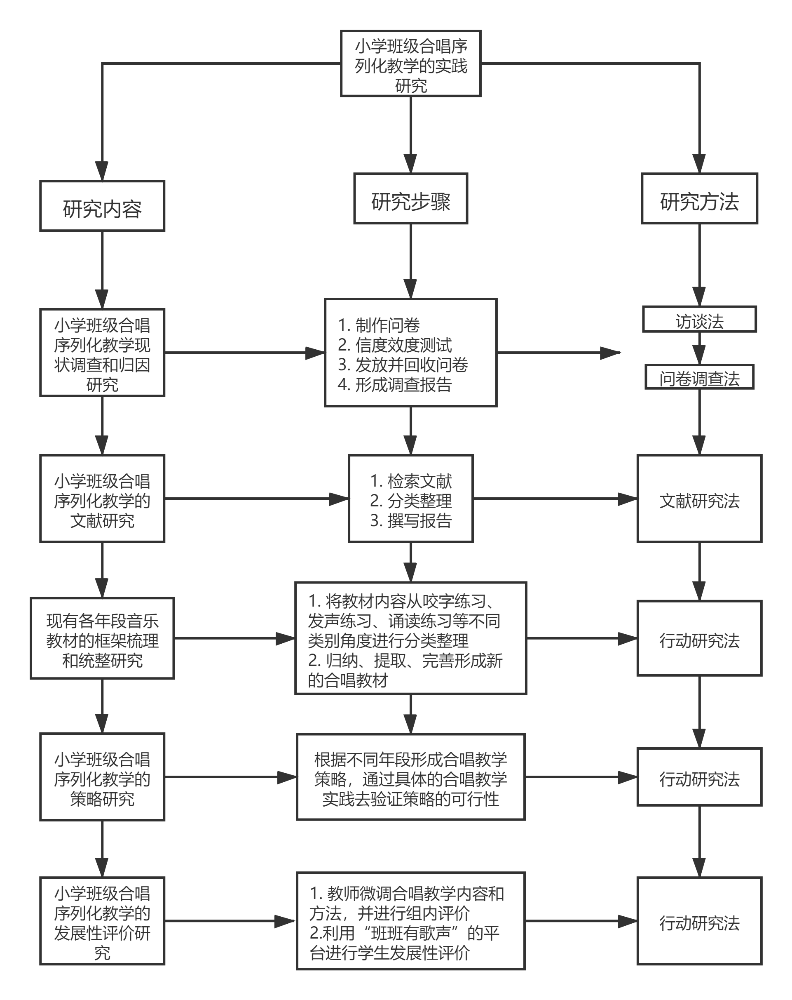 小学班级合唱序
列化教学的实践
研究
研究内容
研究步骤
研究方法
小学班级合唱
序列化教学现
状调查和归因
研究
1. 制作问卷
2. 信度效度测试
3. 发放并回收问卷
4. 形成调查报告
访谈法
问卷调查法
小学班级合唱
序列化教学的
文献研究
1. 检索文献
2. 分类整理
3. 撰写报告
文献研究法
现有各年段音乐
教材的框架梳理
和统整研究
1. 将教材内容从咬字练习、
发声练习、诵读练习等不同
类别角度进行分类整理
2. 归纳、提取、完善形成新
的合唱教材
行动研究法
小学班级合唱
序列化教学的
策略研究
根据不同年段形成合唱教学
策略，通过具体的合唱教学
实践去验证策略的可行性
行动研究法
小学班级合唱
序列化教学的
发展性评价研
究
1. 教师微调合唱教学内容和
方法，并进行组内评价
2.利用“班班有歌声”的平
台进行学生发展性评价
行动研究法